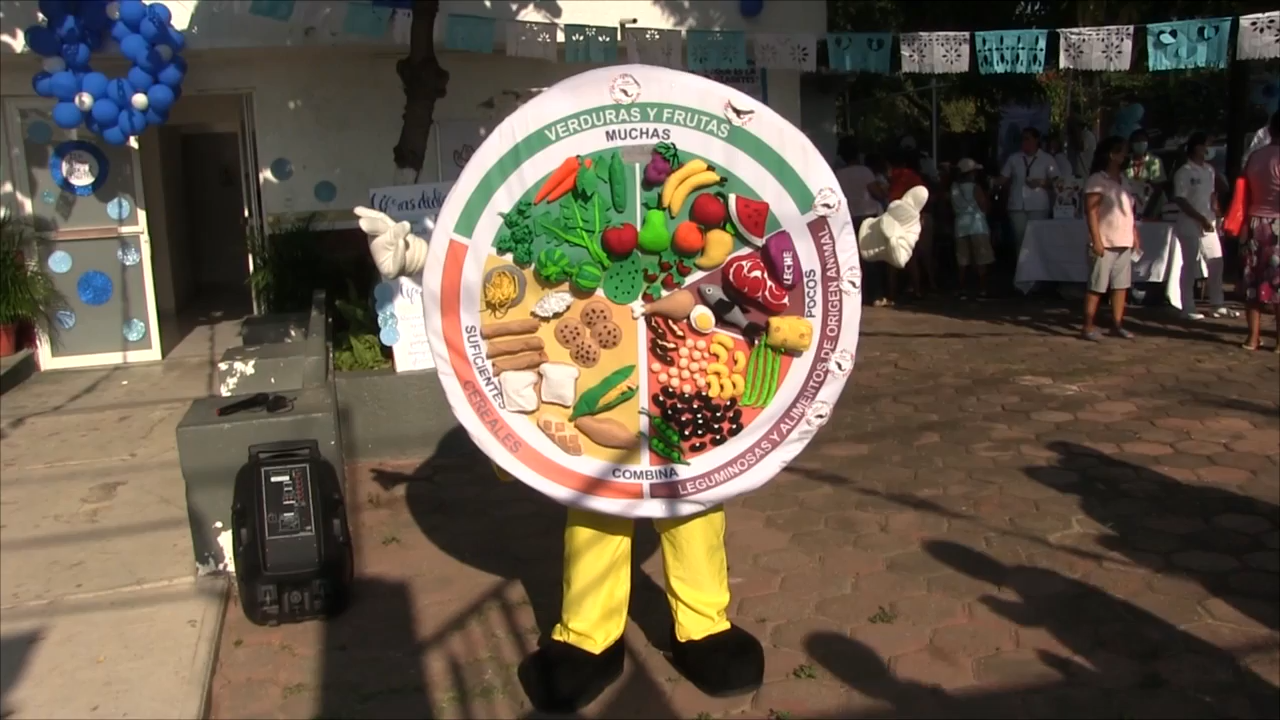 VERDURAS Y FRUTAS
MUCHAS
LECHE
POCOS
LEGUMINOSAS Y ALIMENTOS DE ORIGEN ANIMAL
SUFICIENTES
CEREALES
COMBINA